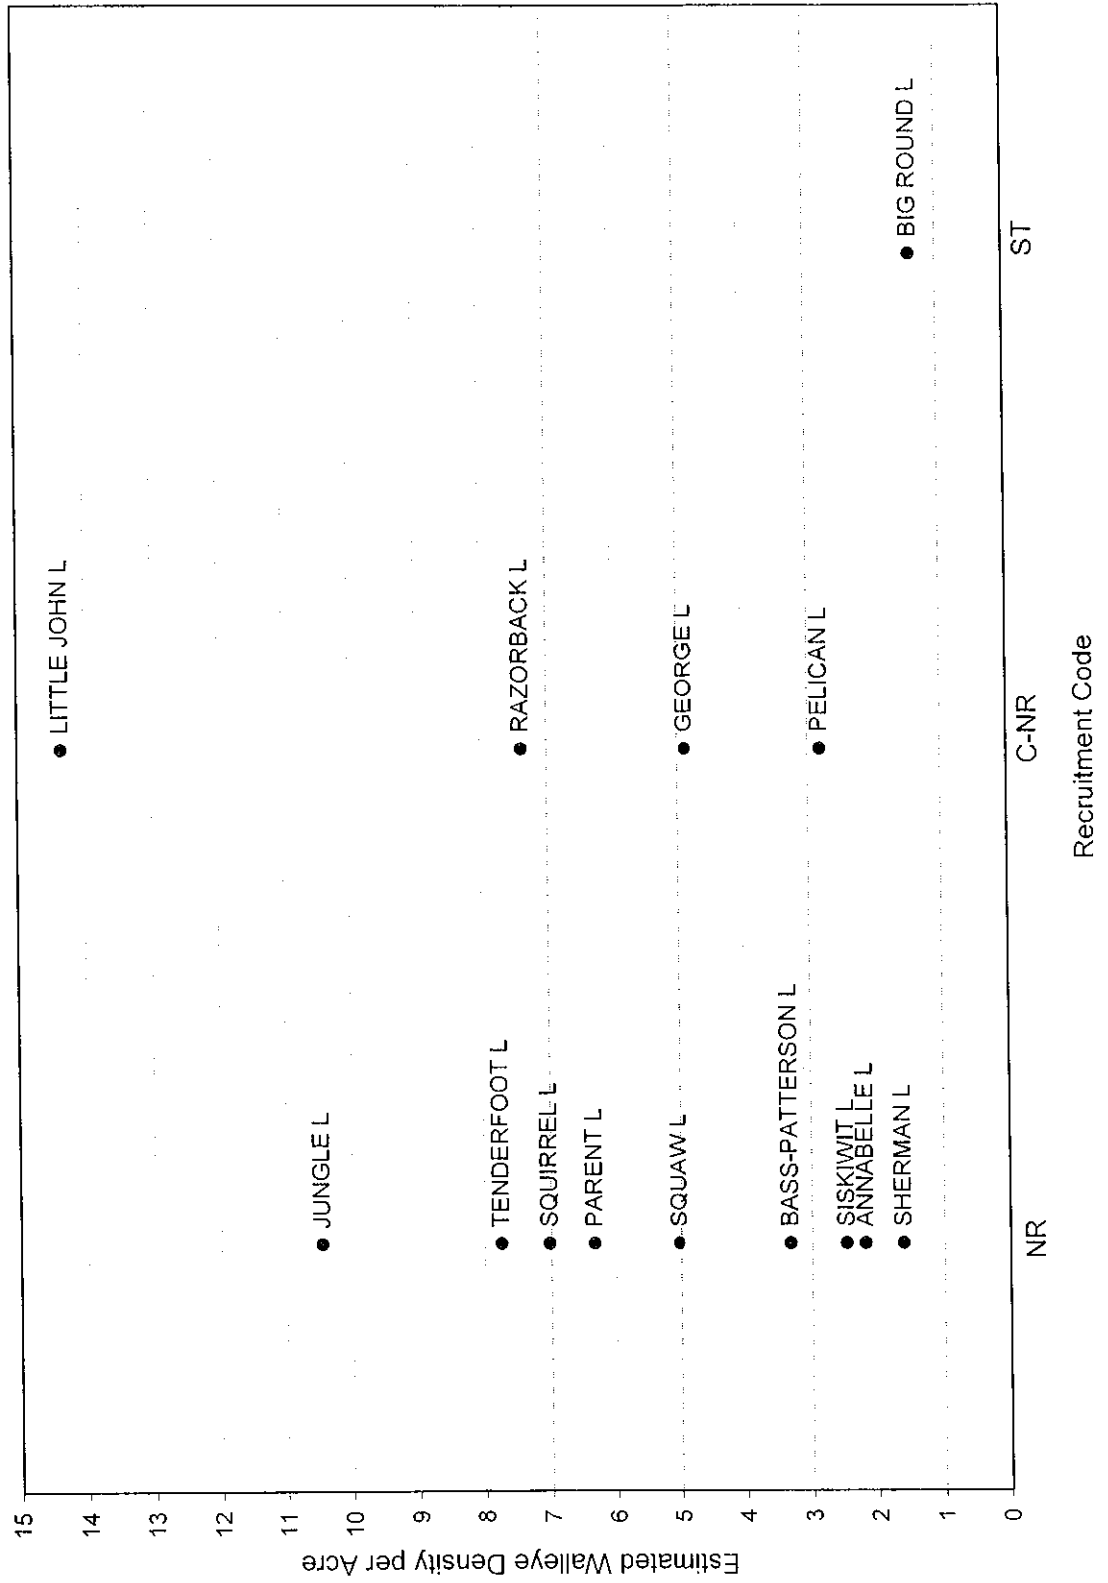 Estimated Walleye Density per Acre
15
14
13
12
11
10
9
8
7
6
5
4
3
2
1
0
LITTLE JOHN L
JUNGLE L
TENDERFOOT L
RAZORBACK L
SQUIRREL L
PARENT L
SQUAW L
GEORGE L
BASS-PATTERSON L
PELICAN L
SISKIWIT L
ANNABELLE L
SHERMAN L
BIG ROUND L
NR
C-NR
ST
Recruitment Code